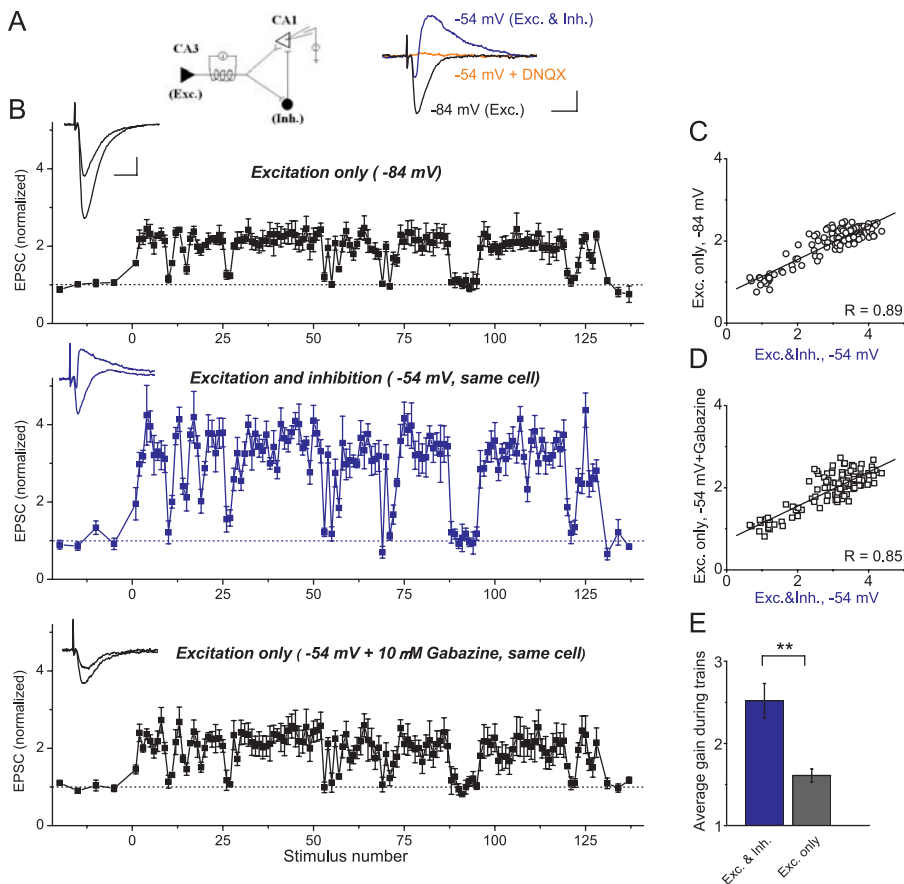 A
CA1
CA3
(Exc.)
(Inh.)
-54 mV (Exc. & Inh.)
-54 mV + DNQX
-84 mV (Exc.)
B
Excitation only ( -84 mV)
EPSC (normalized)
4
2
0
0 25 50 75 100 125
Excitation and inhibition ( -54 mV, same cell)
EPSC (normalized)
4
2
0
0 25 50 75 100 125
Excitation only ( -54 mV + 10 mM Gabazine, same cell)
EPSC (normalized)
4
2
0
0 25 50 75 100 125
Stimulus number
C
Exc. only, -84 mV
4
2
0
0 2 4
R = 0.89
Exc.&Inh., -54 mV
D
Exc. only, -54 mV+Gabazine
4
2
0
0 2 4
R = 0.85
Exc.&Inh., -54 mV
E
Average gain during trains
3
2
1
**
Exc. & Inh.
Exc. only